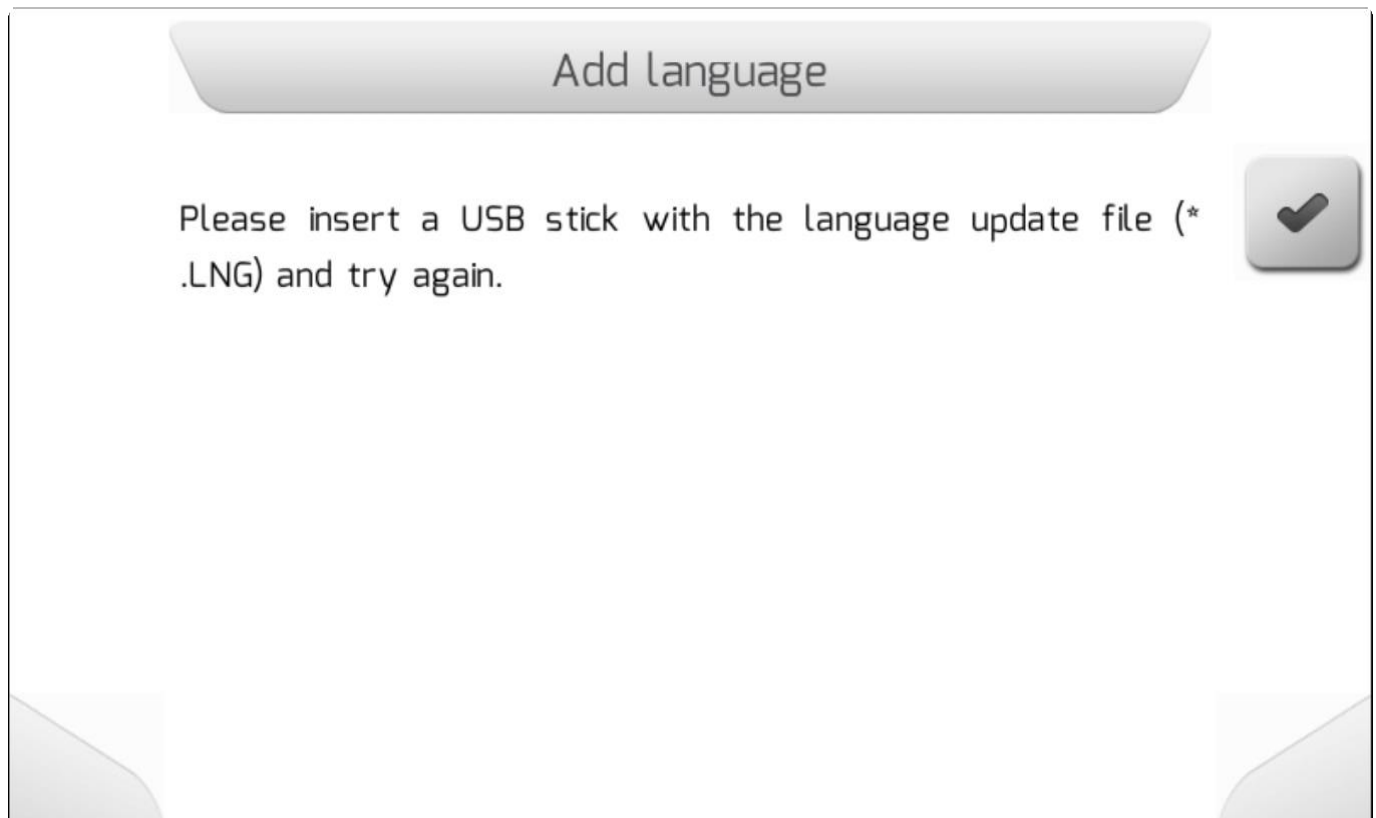 Add language
Please insert a USB stick with the language update file (*
.LNG) and try again.